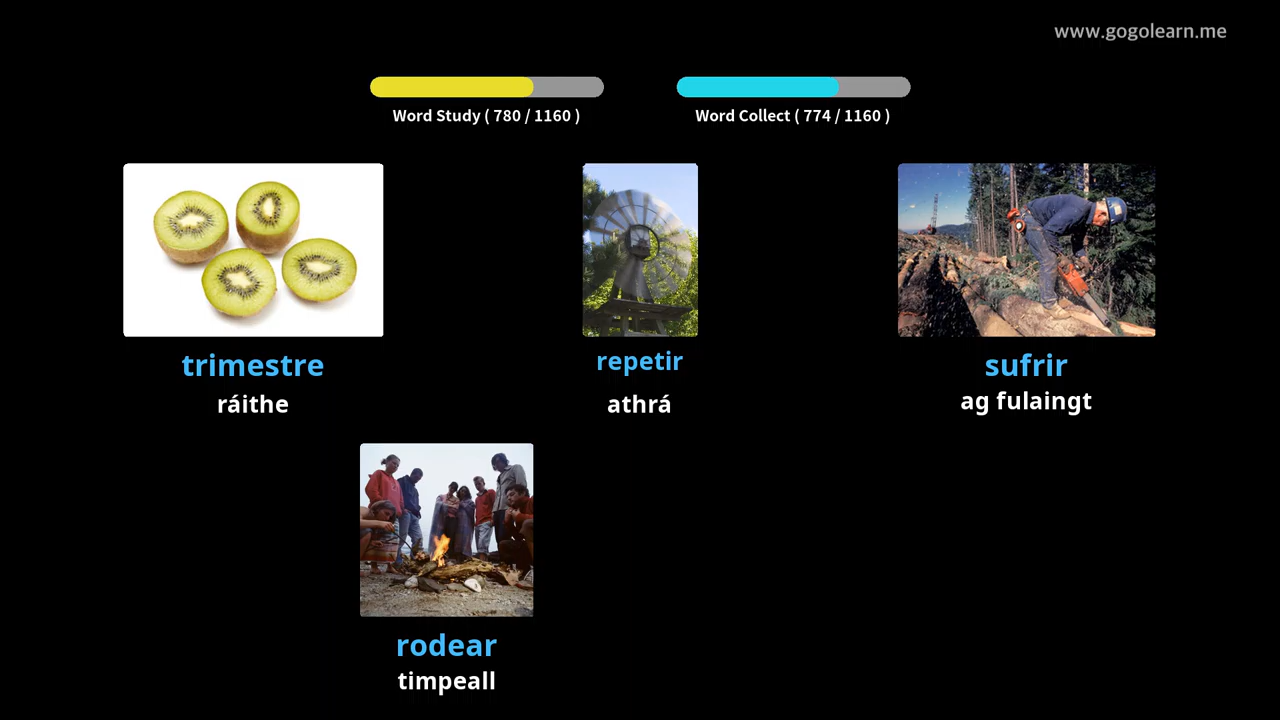 www.gogolearn.me
Word Study ( 780 / 1160 )
Word Collect ( 774 / 1160 )
trimestre
ráithe
repetir
athrá
sufrir
ag fulaingt
rodear
timpeall